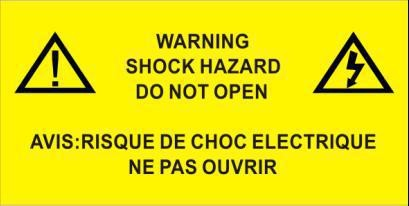 WARNING
SHOCK HAZARD
DO NOT OPEN
AVIS:RISQUE DE CHOC ELECTRIQUE
NE PAS OUVRIR